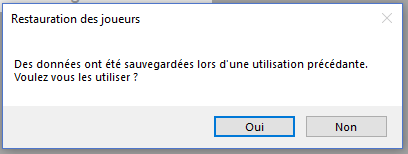 Restauration des joueurs
Des données ont été sauvegardées lors d'une utilisation précédante.
Voulez vous les utiliser ?
Oui
Non